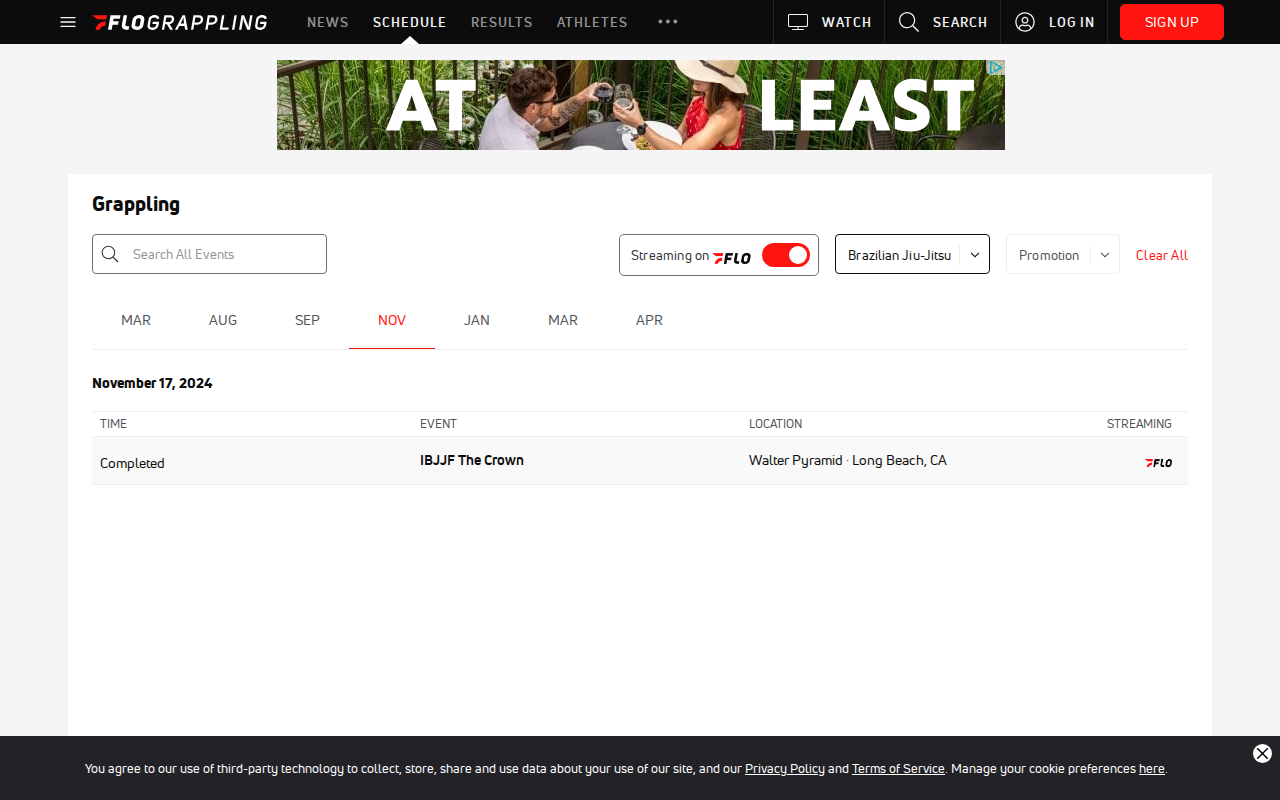 FLOGRAPPLING NEWS SCHEDULE RESULTS ATHLETES ••• WATCH SEARCH LOG IN SIGN UP
AT LEAST
Grappling
Search All Events Streaming on FLO Brazilian Jiu-Jitsu Promotion Clear All
MAR AUG SEP NOV JAN MAR APR
November 17, 2024
TIME EVENT LOCATION STREAMING
Completed IBJJF The Crown Walter Pyramid · Long Beach, CA FLO
You agree to our use of third-party technology to collect, store, share and use data about your use of our site, and our Privacy Policy and Terms of Service. Manage your cookie preferences here.